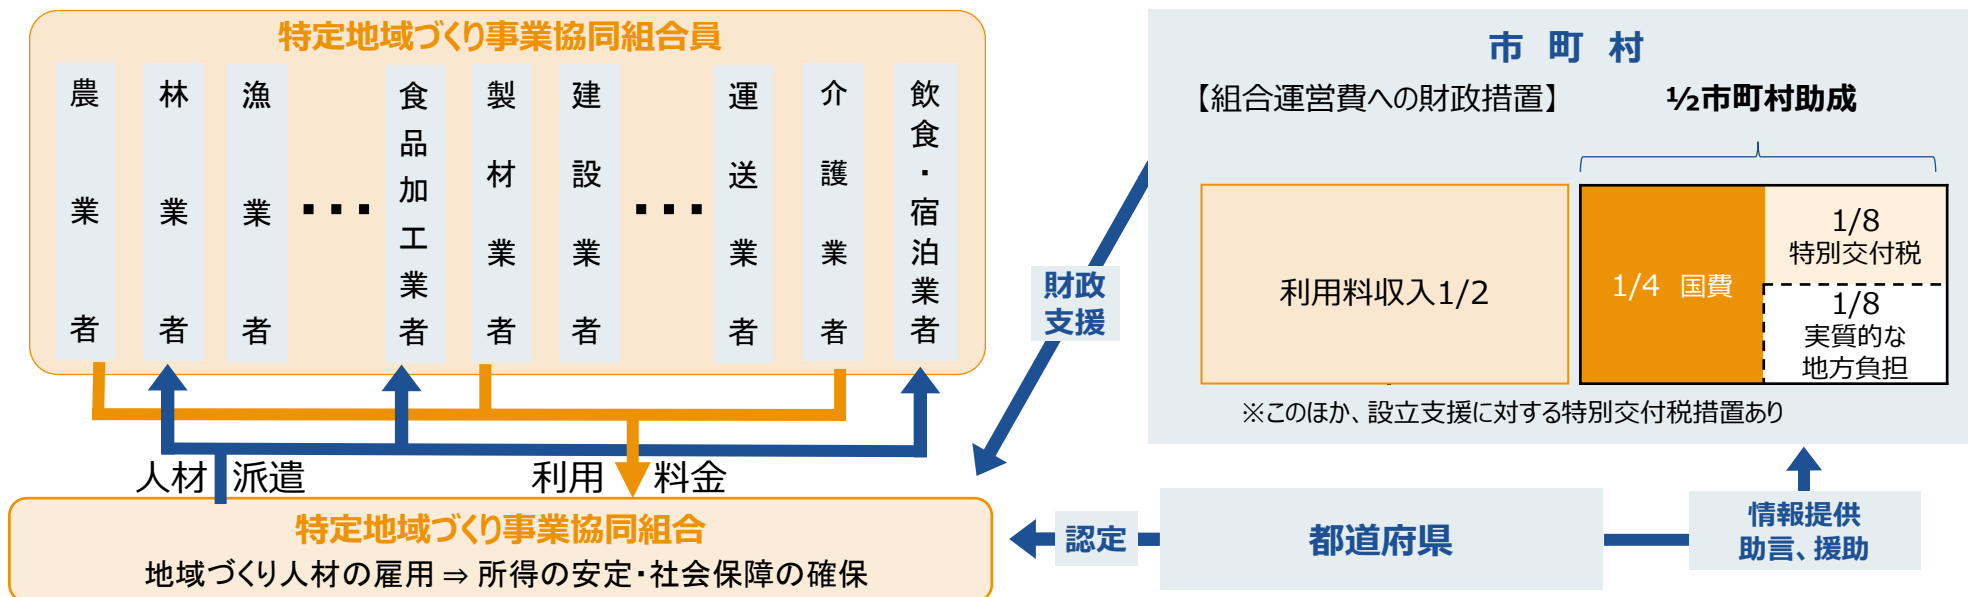 特定地域づくり事業協同組合員
農業者
林業者
漁業者
・・・
食品加工業者
製材業者
建設業者
・・・
運送業者
介護業者
飲食・宿泊業者
人材派遣
利用料金
特定地域づくり事業協同組合
地域づくり人材の雇用 ⇒ 所得の安定・社会保障の確保
市町村
【組合運営費への財政措置】
½市町村助成
利用料収入1/2
1/4 国費
1/8
特別交付税
1/8
実質的な
地方負担
※このほか、設立支援に対する特別交付税措置あり
財政
支援
認定
都道府県
情報提供
助言、援助